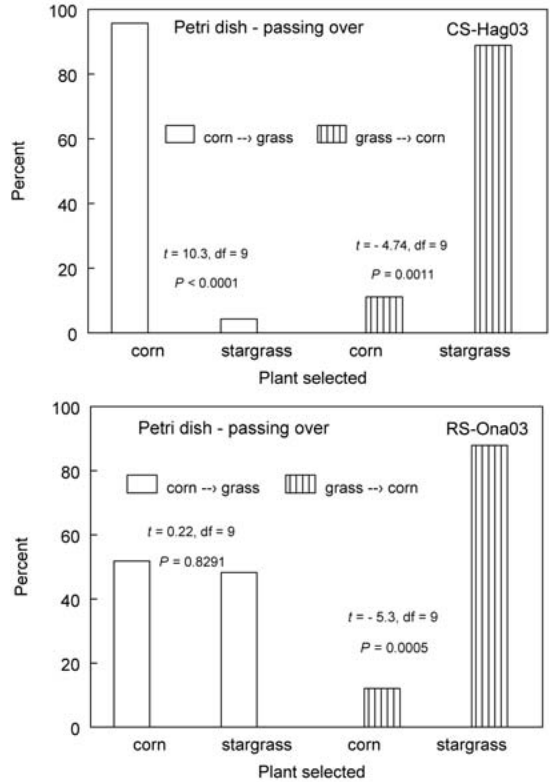 100
Petri dish - passing over
CS-Hag03
80
corn --› grass
grass --› corn
60
Percent
40
t = 10.3, df = 9
t = - 4.74, df = 9
20
P < 0.0001
P = 0.0011
0
corn stargrass corn stargrass
Plant selected
100
Petri dish - passing over
RS-Ona03
80
corn --› grass
grass --› corn
t = 0.22, df = 9
60
P = 0.8291
Percent
40
t = - 5.3, df = 9
P = 0.0005
20
0
corn stargrass corn stargrass
Plant selected